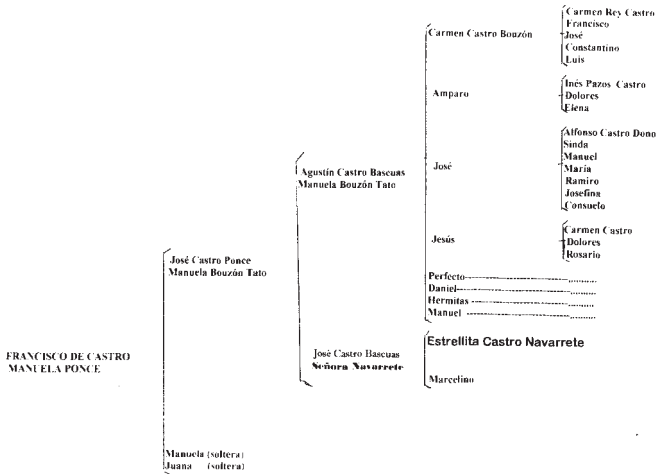 FRANCISCO DE CASTRO
MANUELA PONCE
José Castro Ponce
Manuela Bouzón Tato
Manuela (soltera)
Juana (soltera)
Agustín Castro Bascuas
Manuela Bouzón Tato
José Castro Bascuas
Señora Navarrete
Carmen Castro Bouzón
Amparo
José
Jesús
Perfecto
Daniel
Hermitas
Manuel
Estrellita Castro Navarrete
Marcelino
Carmen Rey Castro
Francisco
José
Constantino
Luis
Inés Pazos Castro
Dolores
Elena
Alfonso Castro Dono
Sinda
Manuel
María
Ramiro
Josefina
Consuelo
Carmen Castro
Dolores
Rosario